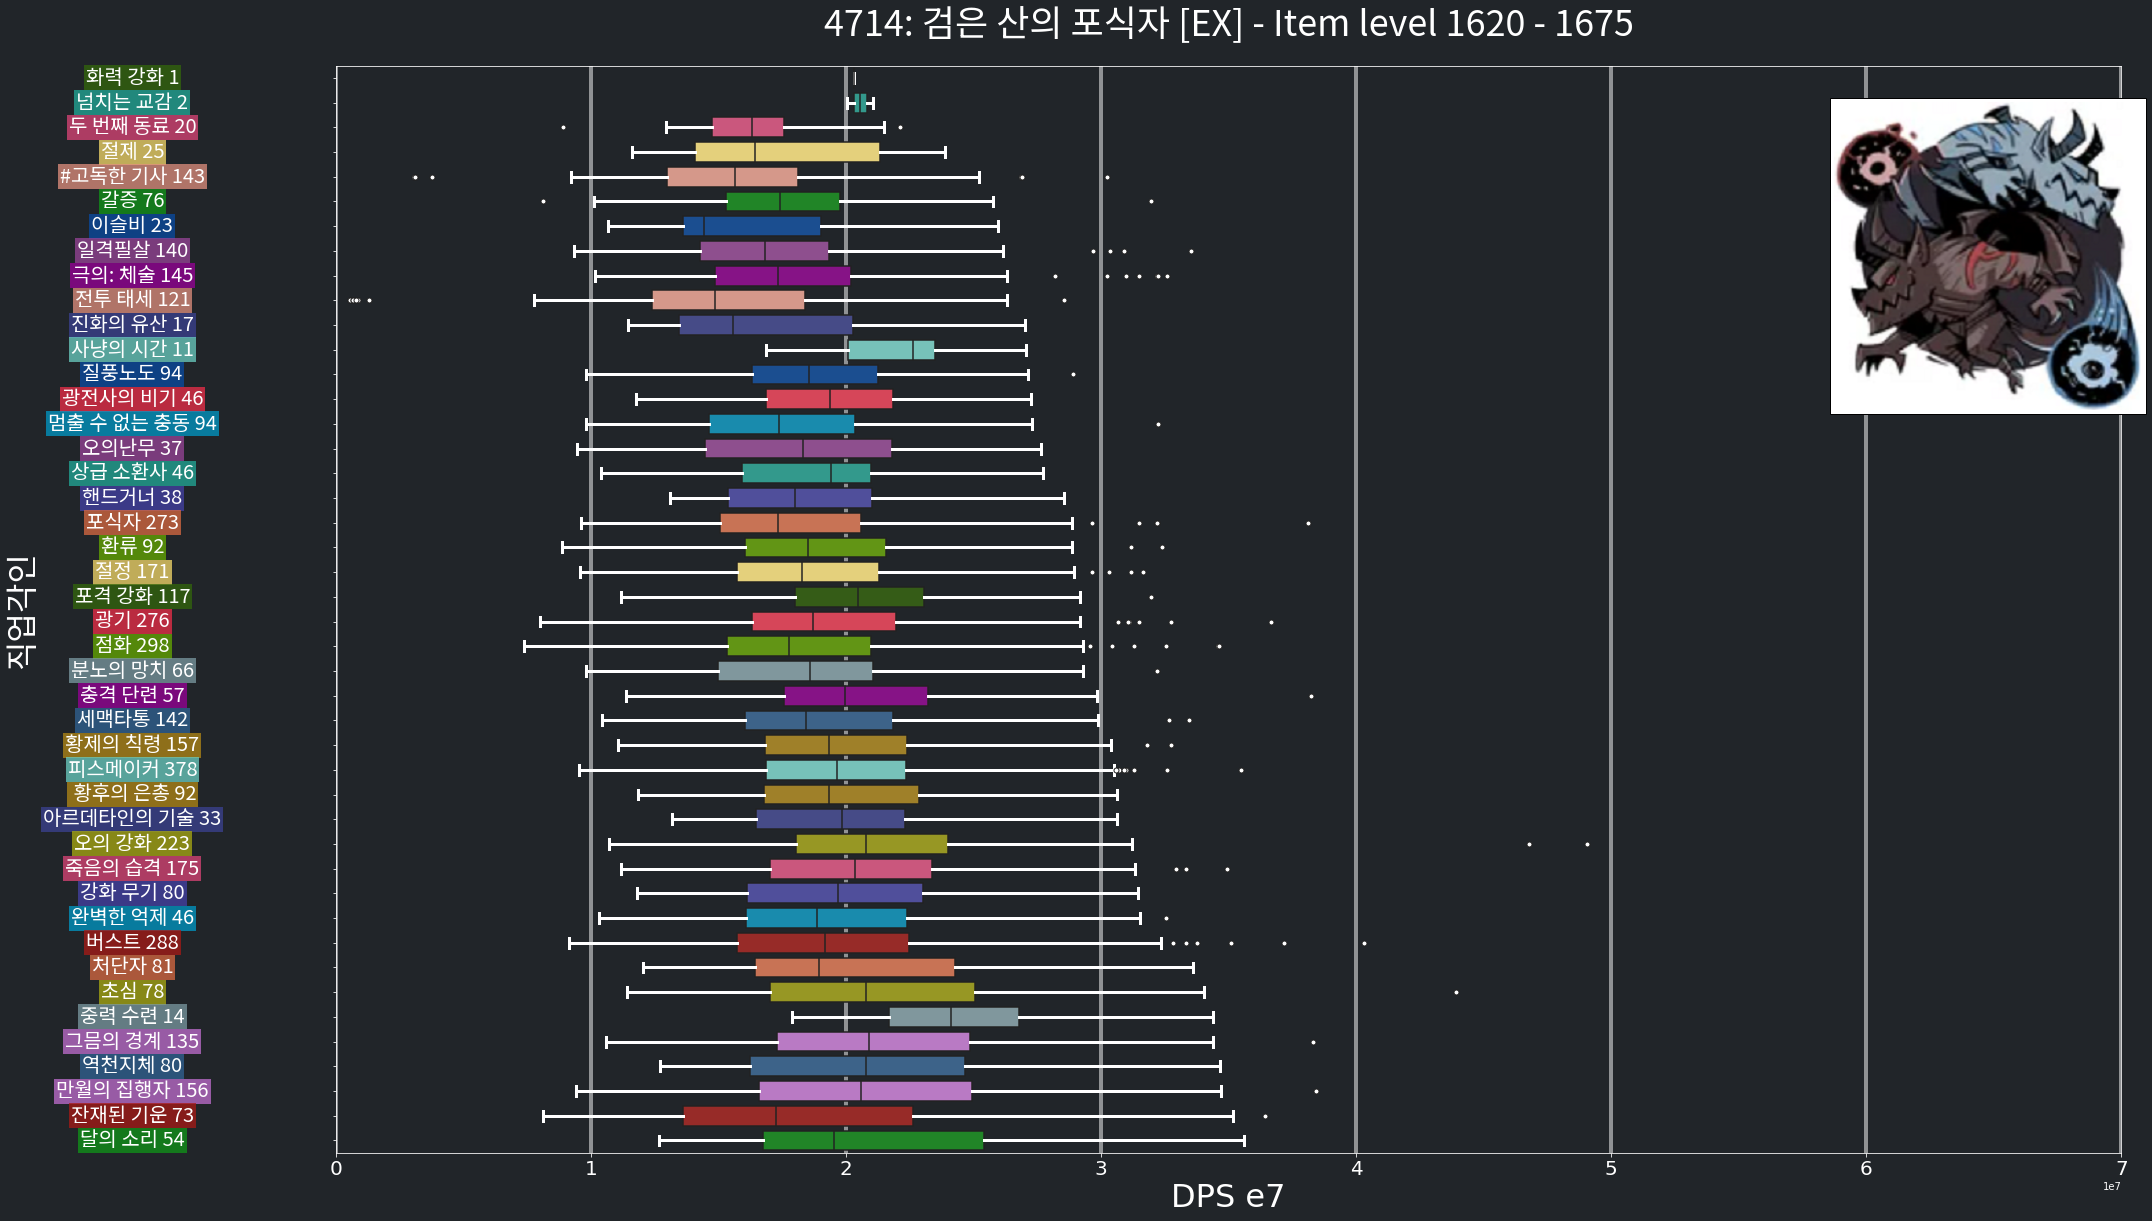 4714: 검은 산의 포식자 [EX] - Item level 1620 - 1675
화력 강화 1
넘치는 교감 2
두 번째 동료 20
절제 25
#고독한 기사 143
갈증 76
이슬비 23
일격필살 140
극의: 체술 145
전투 태세 121
진화의 유산 17
사냥의 시간 11
질풍노도 94
광전사의 비기 46
멈출 수 없는 충동 94
오의난무 37
상급 소환사 46
핸드거너 38
포식자 273
환류 92
절정 171
포격 강화 117
광기 276
점화 298
분노의 망치 66
충격 단련 57
세맥타통 142
황제의 칙령 157
피스메이커 378
황후의 은총 92
아르데타인의 기술 33
오의 강화 223
죽음의 습격 175
강화 무기 80
완벽한 억제 46
버스트 288
처단자 81
초심 78
중력 수련 14
그믐의 경계 135
역천지체 80
만월의 집행자 156
잔재된 기운 73
달의 소리 54
직업각인
0 1 2 3 4 5 6 7
1e7
DPS e7